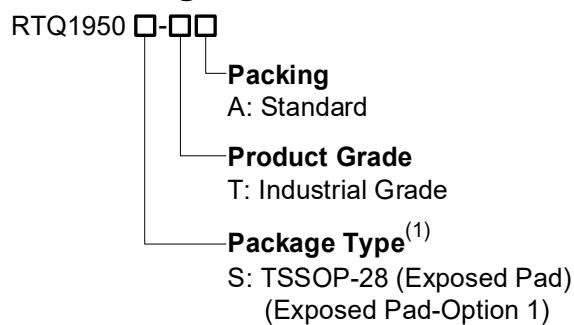 RTQ1950 □-□□
Packing
A: Standard
Product Grade
T: Industrial Grade
Package Type(1)
S: TSSOP-28 (Exposed Pad)
(Exposed Pad-Option 1)